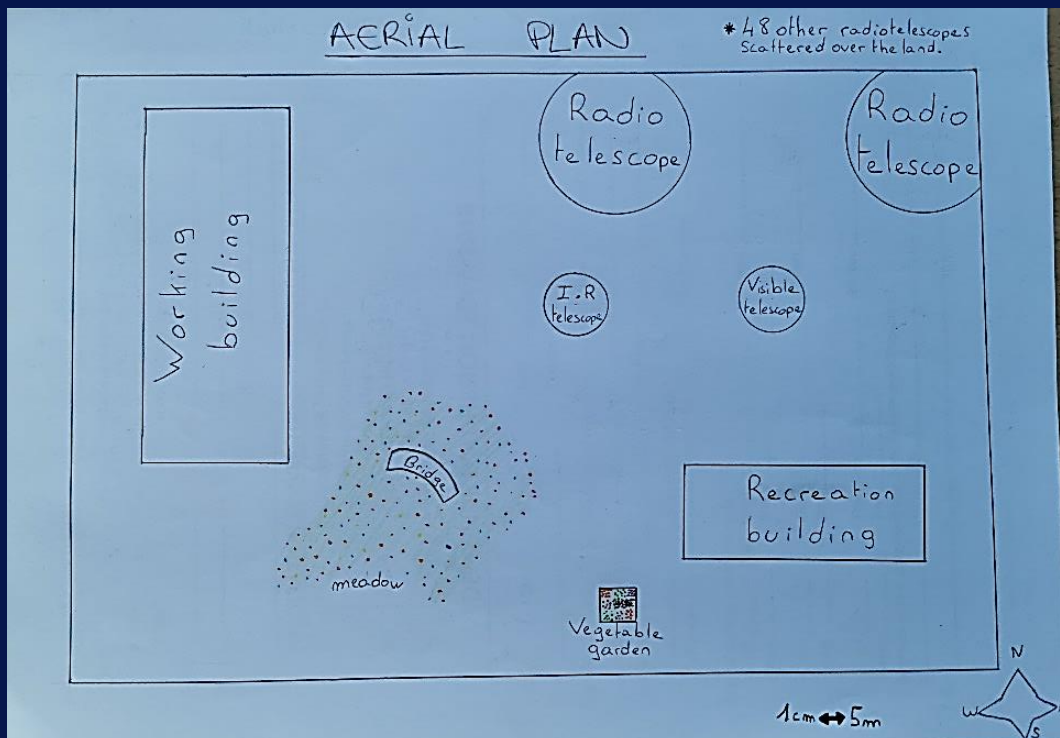 AERIAL PLAN
* 48 other radiotelescopes
scattered over the land.
Radio
telescope
Radio
telescope
Working
building
I.R
telescope
Visible
telescope
Bridge
Recreation
building
meadow
Vegetable
garden
N
W
S
1cm ↔ 5m